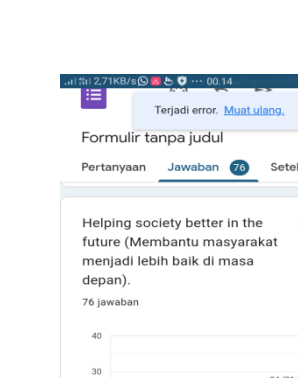 2,71KB/s ··· 00.14
Terjadi error. Muat ulang.
Formulir tanpa judul
Pertanyaan Jawaban 76
Helping society better in the
future (Membantu masyarakat
menjadi lebih baik di masa
depan).
76 jawaban
40
30